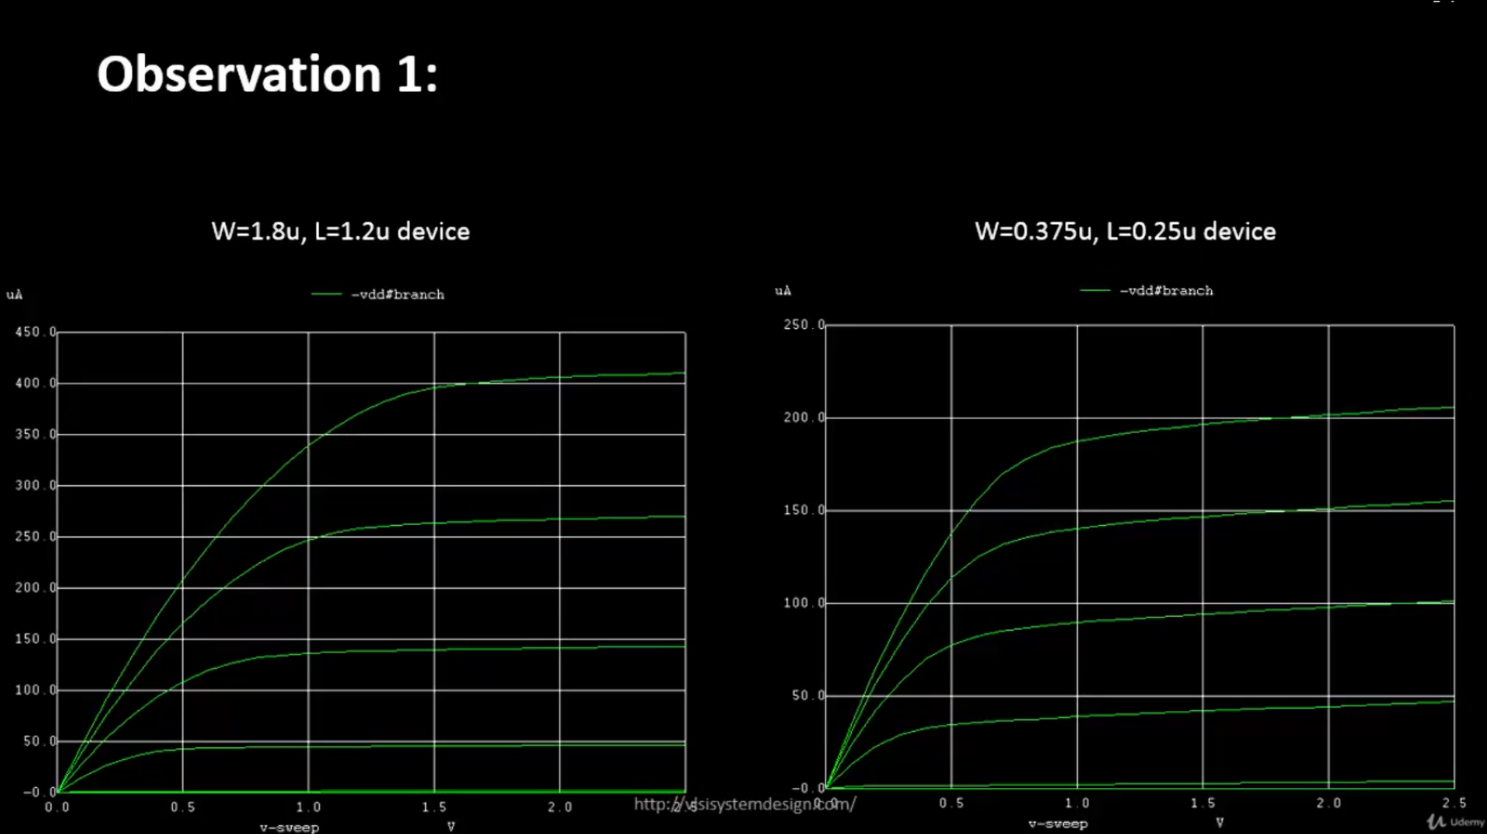 Observation 1:
W=1.8u, L=1.2u device
W=0.375u, L=0.25u device
uA
-vdd#branch
450.0
400.0
350.0
300.0
250.0
200.0
150.0
100.0
50.0
-0.0
0.0 0.5 1.0 1.5 2.0 2.5
v-sweep V
uA
-vdd#branch
250.0
200.0
150.0
100.0
50.0
-0.0
0.0 0.5 1.0 1.5 2.0 2.5
v-sweep V
http://vlsisystemdesign.com/
Udemy